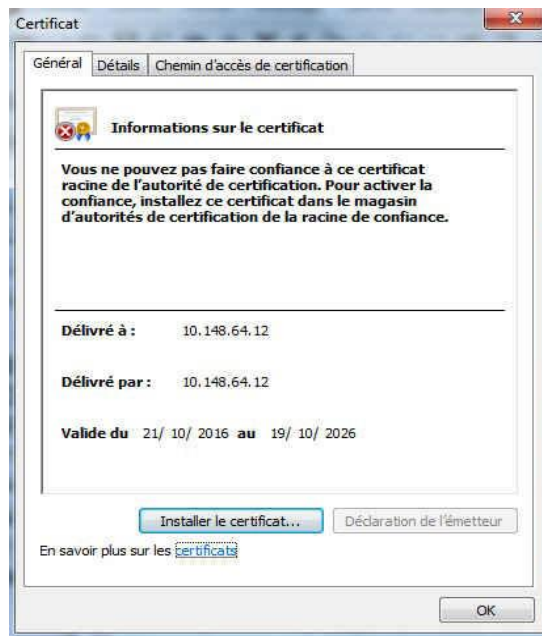 Certificat
Général Détails Chemin d'accès de certification
Informations sur le certificat
Vous ne pouvez pas faire confiance à ce certificat
racine de l'autorité de certification. Pour activer la
confiance, installez ce certificat dans le magasin
d'autorités de certification de la racine de confiance.
Délivré à : 10.148.64.12
Délivré par : 10.148.64.12
Valide du 21/ 10/ 2016 au 19/ 10/ 2026
Installer le certificat... Déclaration de l'émetteur
En savoir plus sur les certificats
OK